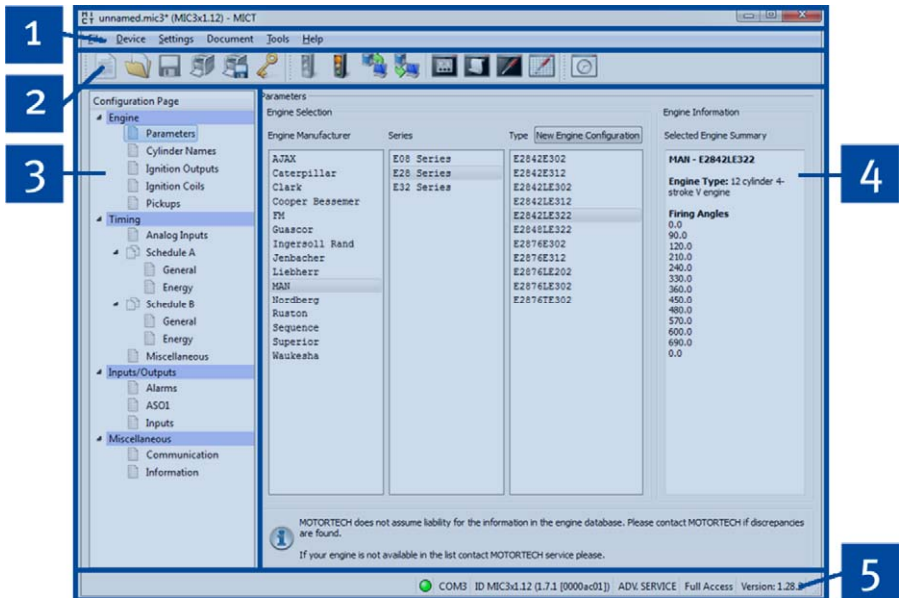 unnamed.mic3* (MIC3x1.12) - MICT
1
File Device Settings Document Tools Help
2
3
Configuration Page
Engine
Parameters
Cylinder Names
Ignition Outputs
Ignition Coils
Pickups
Timing
Analog Inputs
Schedule A
General
Energy
Schedule B
General
Energy
Miscellaneous
Inputs/Outputs
Alarms
ASO1
Inputs
Miscellaneous
Communication
Information
Parameters
Engine Selection
Engine Manufacturer
AJAX
Caterpillar
Clark
Cooper Bessemer
FM
Guascor
Ingersoll Rand
Jenbacher
Liebherr
MAN
Nordberg
Ruston
Sequence
Superior
Waukesha
Series
E08 Series
E28 Series
E32 Series
Type New Engine Configuration
E2842E302
E2842E312
E2842LE302
E2842LE312
E2842LE322
E2848LE322
E2876E302
E2876E312
E2876LE202
E2876LE302
E2876TE302
Engine Information
Selected Engine Summary
MAN - E2842LE322
Engine Type: 12 cylinder 4-
stroke V engine
Firing Angles
0.0
90.0
120.0
210.0
240.0
330.0
360.0
450.0
480.0
570.0
600.0
690.0
0.0
4
MOTORTECH does not assume liability for the information in the engine database. Please contact MOTORTECH if discrepancies
are found.
If your engine is not available in the list contact MOTORTECH service please.
COM3 ID MIC3x1.12 (1.7.1 [0000ac01]) ADV. SERVICE Full Access Version: 1.28.
5